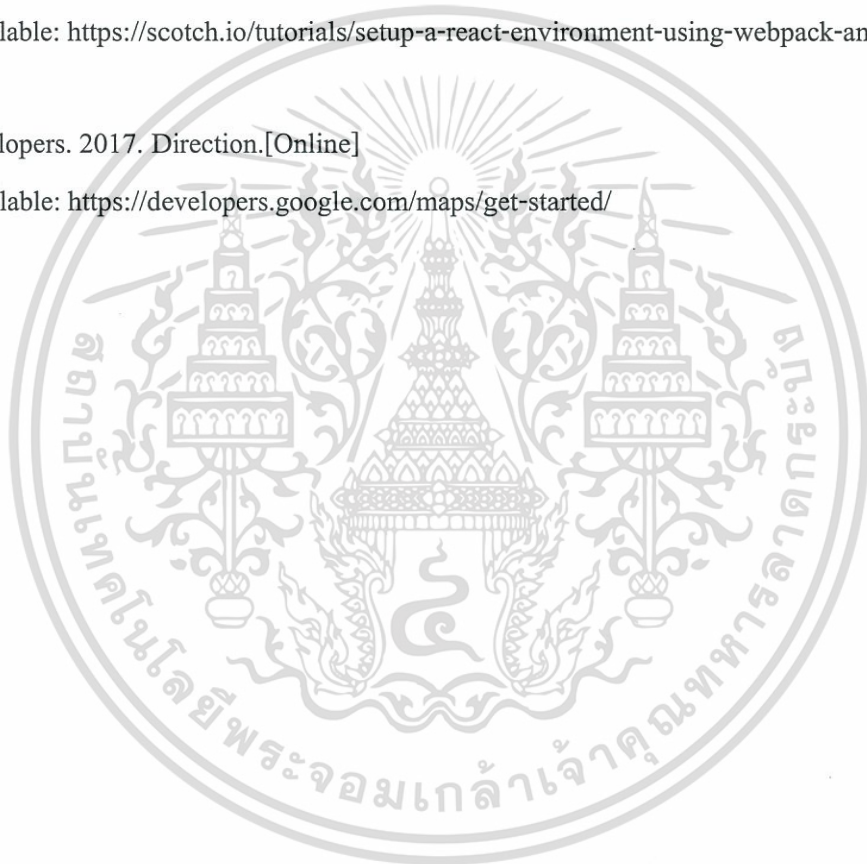 lable: https://scotch.io/tutorials/setup-a-react-environment-using-webpack-an
lopers. 2017. Direction.[Online]
lable: https://developers.google.com/maps/get-started/
สถาบันเทคโนโลยีพระจอมเกล้าเจ้าคุณทหารลาดกระบัง
๔